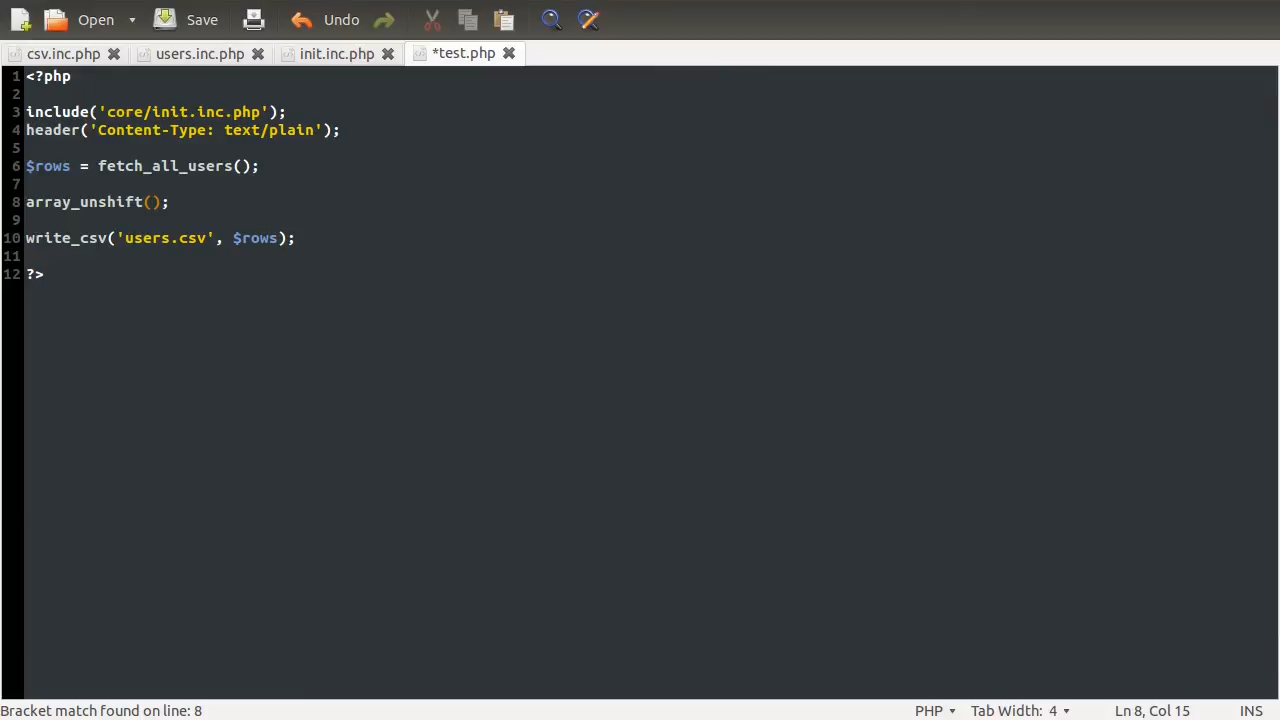 Open Save Undo
csv.inc.php users.inc.php init.inc.php *test.php
1 <?php
2
3 include('core/init.inc.php');
4 header('Content-Type: text/plain');
5
6 $rows = fetch_all_users();
7
8 array_unshift();
9
10 write_csv('users.csv', $rows);
11
12 ?>
Bracket match found on line: 8 PHP Tab Width: 4 Ln 8, Col 15 INS